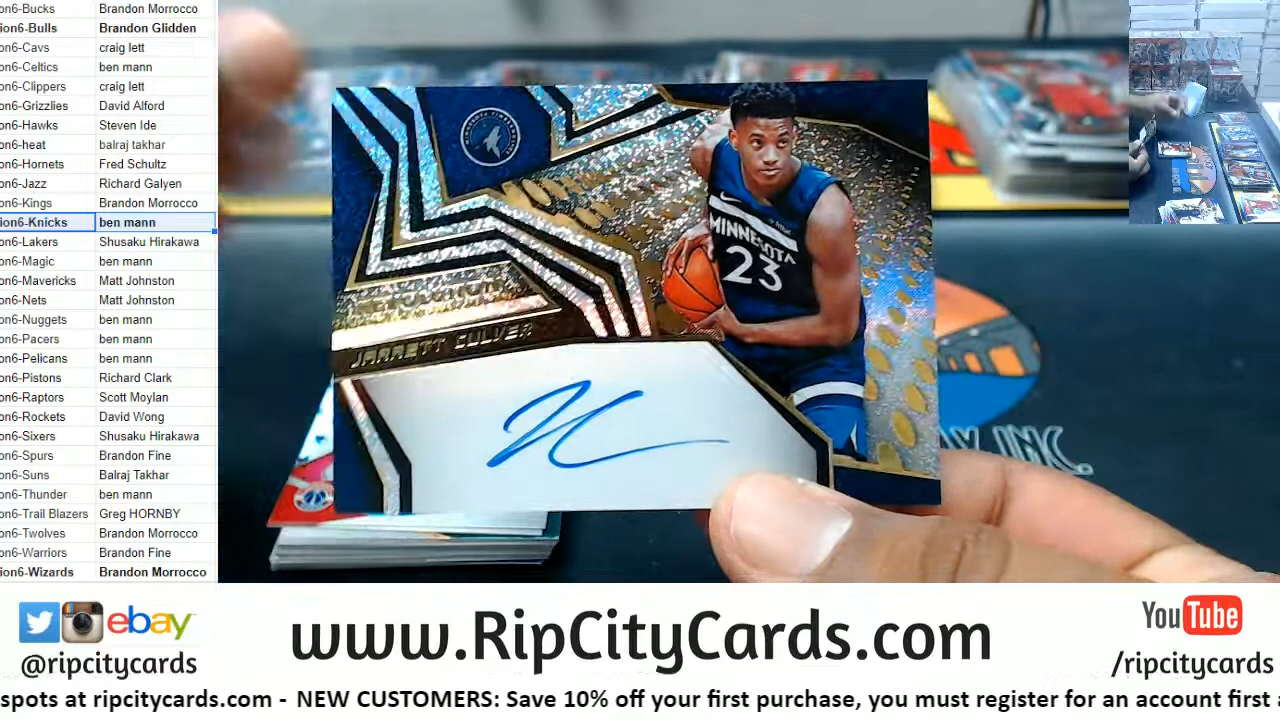 on6-Bucks Brandon Morrocco
ion6-Bulls Brandon Glidden
on6-Cavs craig lett
on6-Celtics ben mann
on6-Clippers craig lett
on6-Grizzlies David Alford
on6-Hawks Steven Ide
on6-heat balraj takhar
on6-Hornets Fred Schultz
on6-Jazz Richard Galyen
on6-Kings Brandon Morrocco
ion6-Knicks ben mann
on6-Lakers Shusaku Hirakawa
on6-Magic ben mann
on6-Mavericks Matt Johnston
on6-Nets Matt Johnston
on6-Nuggets ben mann
on6-Pacers ben mann
on6-Pelicans ben mann
on6-Pistons Richard Clark
on6-Raptors Scott Moylan
on6-Rockets David Wong
on6-Sixers Shusaku Hirakawa
on6-Spurs Brandon Fine
on6-Suns Balraj Takhar
on6-Thunder ben mann
on6-Trail Blazers Greg HORNBY
on6-Twolves Brandon Morrocco
on6-Warriors Brandon Fine
ion6-Wizards Brandon Morrocco
MINNESOTA
23
JARRETT CULVER
JC
INC.
ebay
@ripcitycards
www.RipCityCards.com
YouTube
/ripcitycards
spots at ripcitycards.com - NEW CUSTOMERS: Save 10% off your first purchase, you must register for an account first a